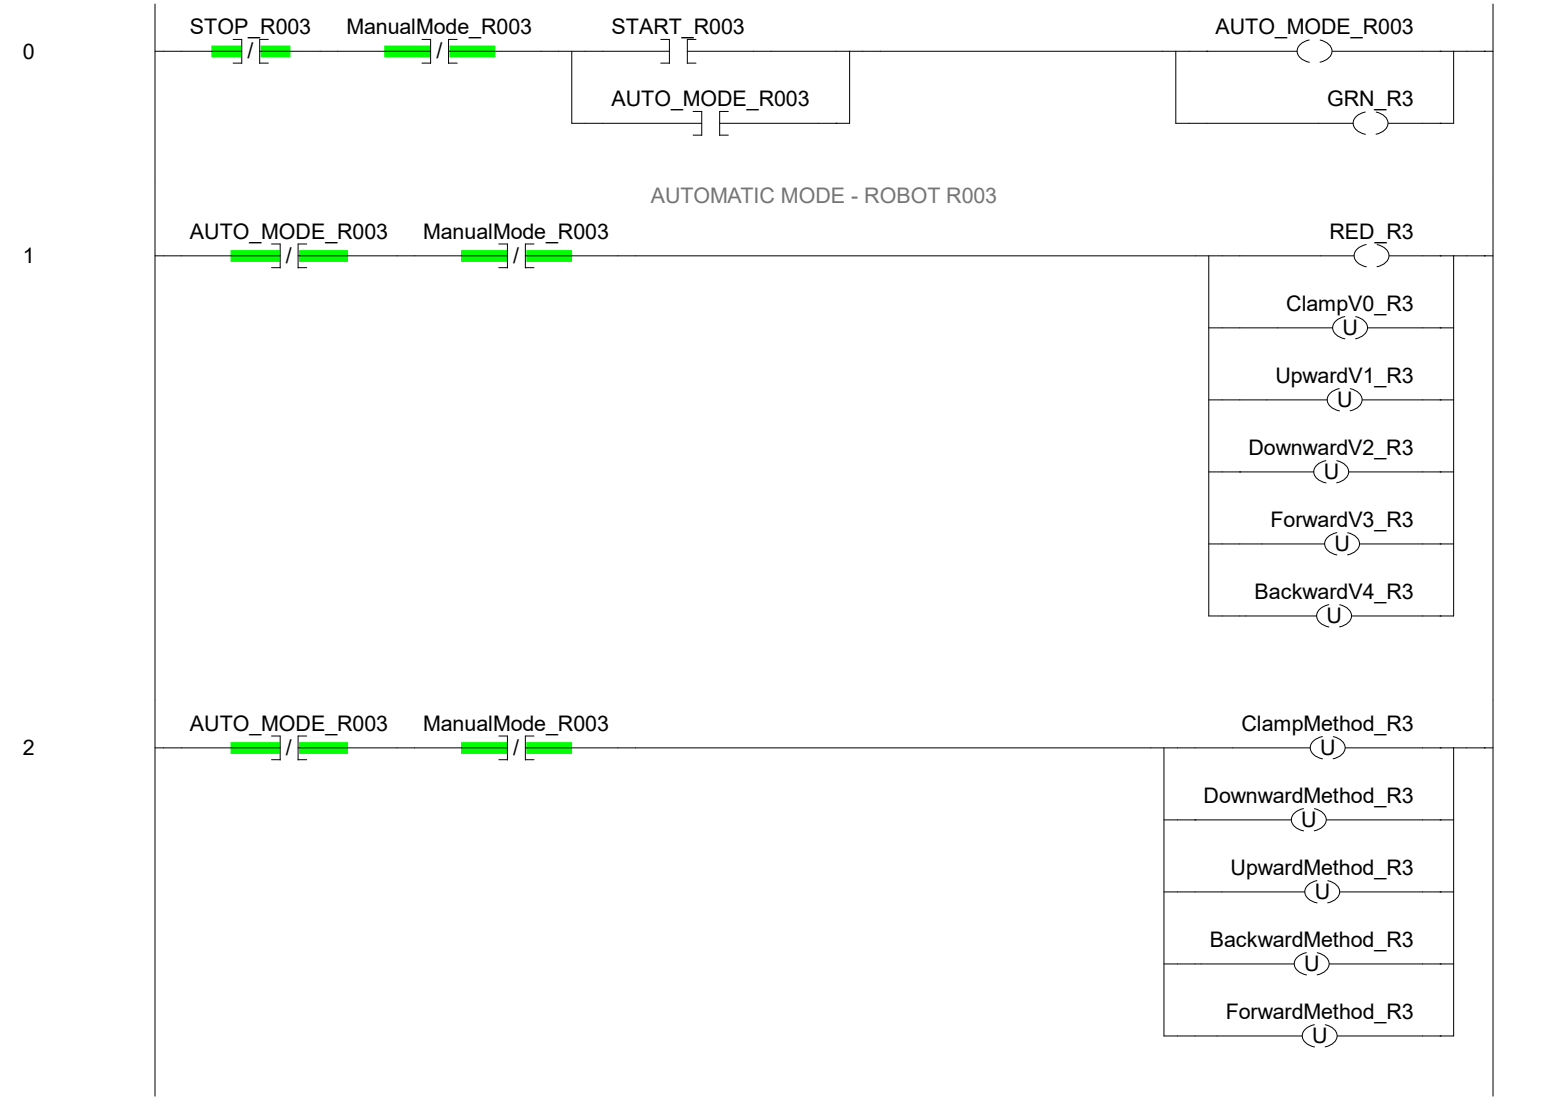 STOP_R003 ManualMode_R003 START_R003 AUTO_MODE_R003
0 / /
AUTO_MODE_R003 GRN_R3
AUTOMATIC MODE - ROBOT R003
AUTO_MODE_R003 ManualMode_R003 RED_R3
1 / /
ClampV0_R3
U
UpwardV1_R3
U
DownwardV2_R3
U
ForwardV3_R3
U
BackwardV4_R3
U
AUTO_MODE_R003 ManualMode_R003 ClampMethod_R3
2 / / U
DownwardMethod_R3
U
UpwardMethod_R3
U
BackwardMethod_R3
U
ForwardMethod_R3
U